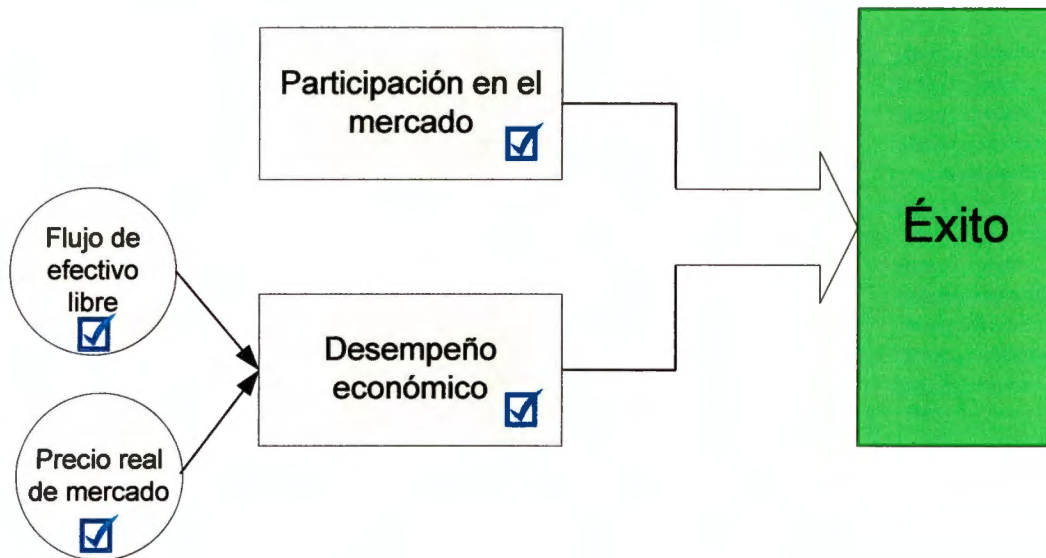 Participación en el
mercado
Éxito
Flujo de
efectivo
libre
Desempeño
económico
Precio real
de mercado